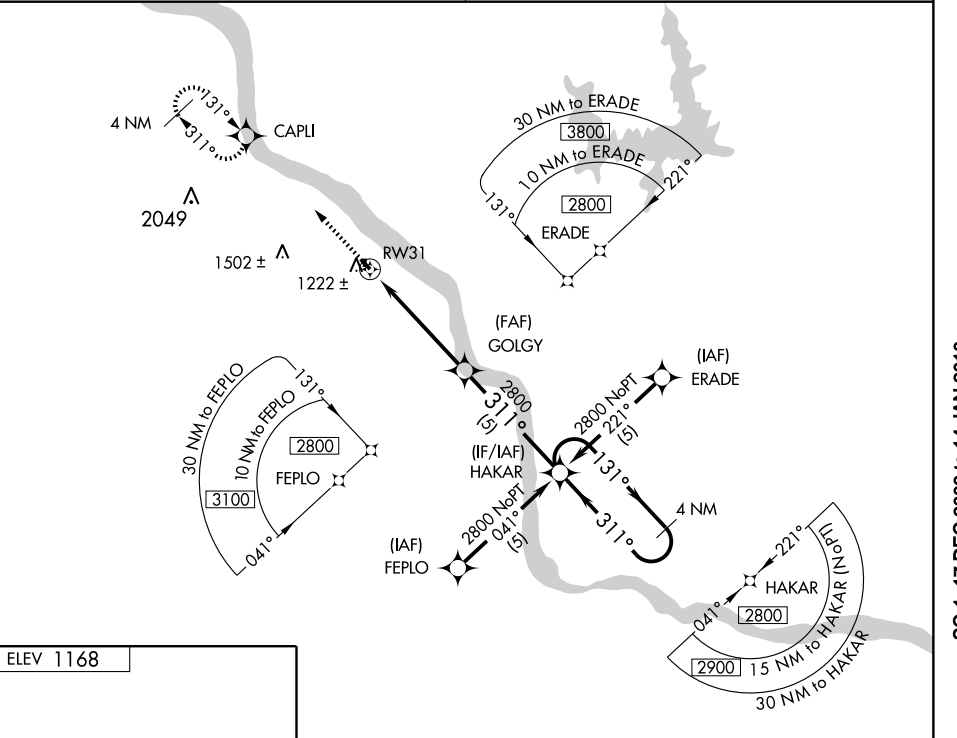 131°
4 NM
311°
CAPLI
2049
1502 ±
1222 ±
RW31
30 NM to ERADE
3800
10 NM to ERADE
2800
131°
221°
ERADE
(FAF)
GOLGY
2800
311°
(5)
(IAF)
ERADE
2800 NoPT
221°
(5)
(IF/IAF)
HAKAR
131°
311°
4 NM
2800 NoPT
041°
(5)
(IAF)
FEPLO
30 NM to FEPLO
131°
10 NM to FEPLO
2800
FEPLO
3100
041°
221°
HAKAR
041°
2800
2900
15 NM to HAKAR (NoPT)
30 NM to HAKAR
ELEV 1168